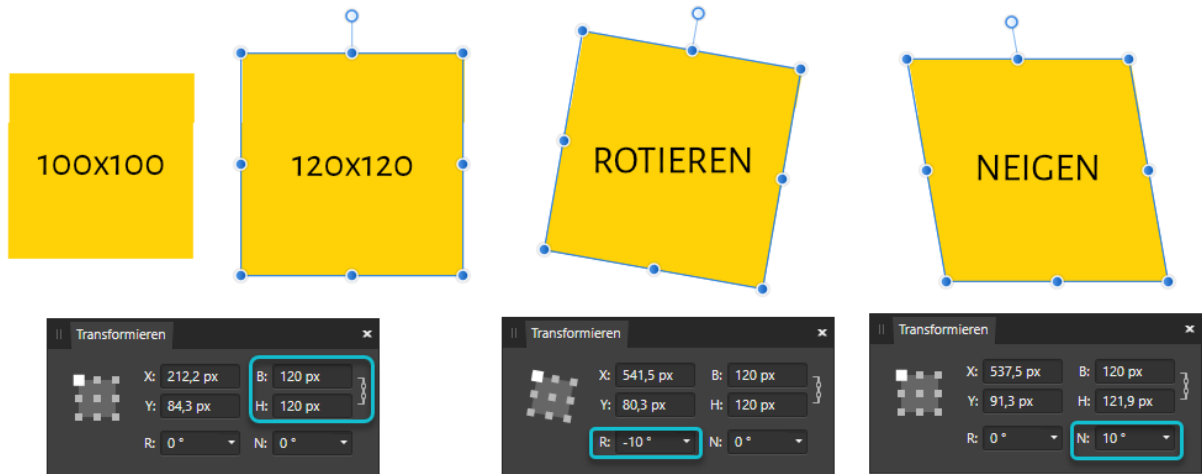 100x100
120x120
ROTIEREN
NEIGEN
Transformieren
X: 212,2 px B: 120 px
Y: 84,3 px H: 120 px
R: 0 ° N: 0 °
Transformieren
X: 541,5 px B: 120 px
Y: 80,3 px H: 120 px
R: -10 ° N: 0 °
Transformieren
X: 537,5 px B: 120 px
Y: 91,3 px H: 121,9 px
R: 0 ° N: 10 °